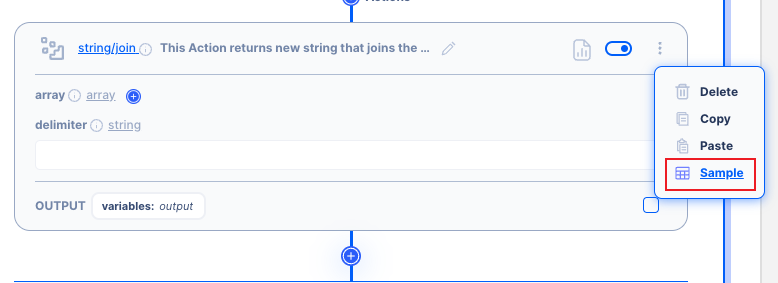 string/join This Action returns new string that joins the ...
Delete
array array
Copy
delimiter string
Paste
Sample
OUTPUT variables: output